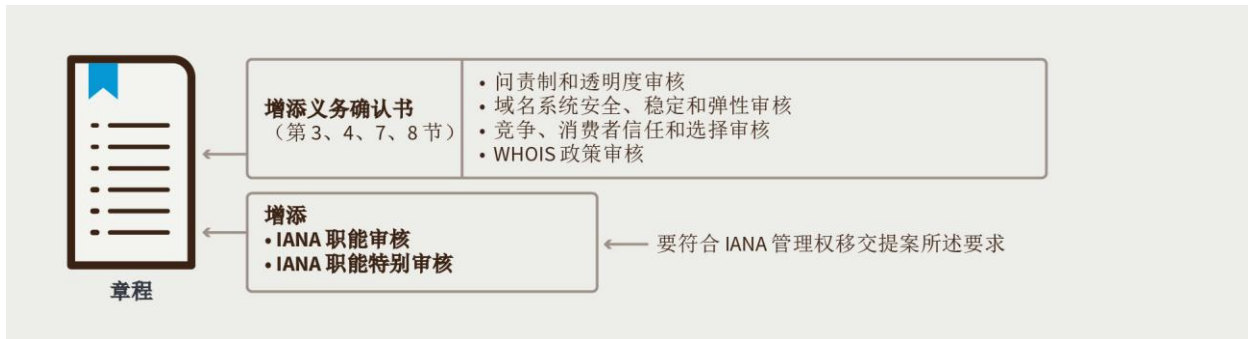 增添义务确认书
（第 3、4、7、8 节）
• 问责制和透明度审核
• 域名系统安全、稳定和弹性审核
• 竞争、消费者信任和选择审核
• WHOIS 政策审核
增添
• IANA 职能审核
• IANA 职能特别审核
要符合 IANA 管理权移交提案所述要求
章程